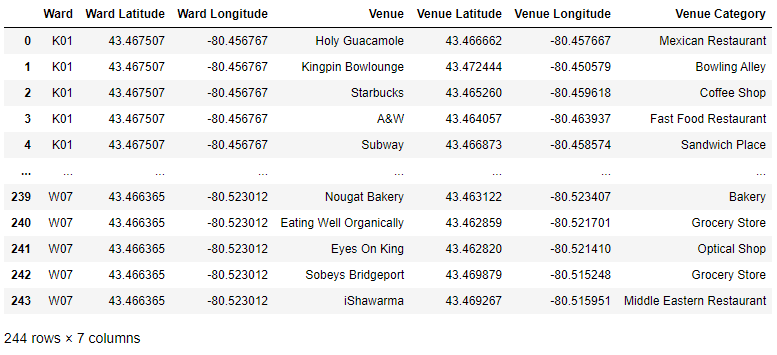 Ward Ward Latitude Ward Longitude Venue Venue Latitude Venue Longitude Venue Category
0 K01 43.467507 -80.456767 Holy Guacamole 43.466662 -80.457667 Mexican Restaurant
1 K01 43.467507 -80.456767 Kingpin Bowlounge 43.472444 -80.450579 Bowling Alley
2 K01 43.467507 -80.456767 Starbucks 43.465260 -80.459618 Coffee Shop
3 K01 43.467507 -80.456767 A&W 43.464057 -80.463937 Fast Food Restaurant
4 K01 43.467507 -80.456767 Subway 43.466873 -80.458574 Sandwich Place
... ... ... ... ... ... ... ...
239 W07 43.466365 -80.523012 Nougat Bakery 43.463122 -80.523407 Bakery
240 W07 43.466365 -80.523012 Eating Well Organically 43.462859 -80.521701 Grocery Store
241 W07 43.466365 -80.523012 Eyes On King 43.462820 -80.521410 Optical Shop
242 W07 43.466365 -80.523012 Sobeys Bridgeport 43.469879 -80.515248 Grocery Store
243 W07 43.466365 -80.523012 iShawarma 43.469267 -80.515951 Middle Eastern Restaurant
244 rows × 7 columns